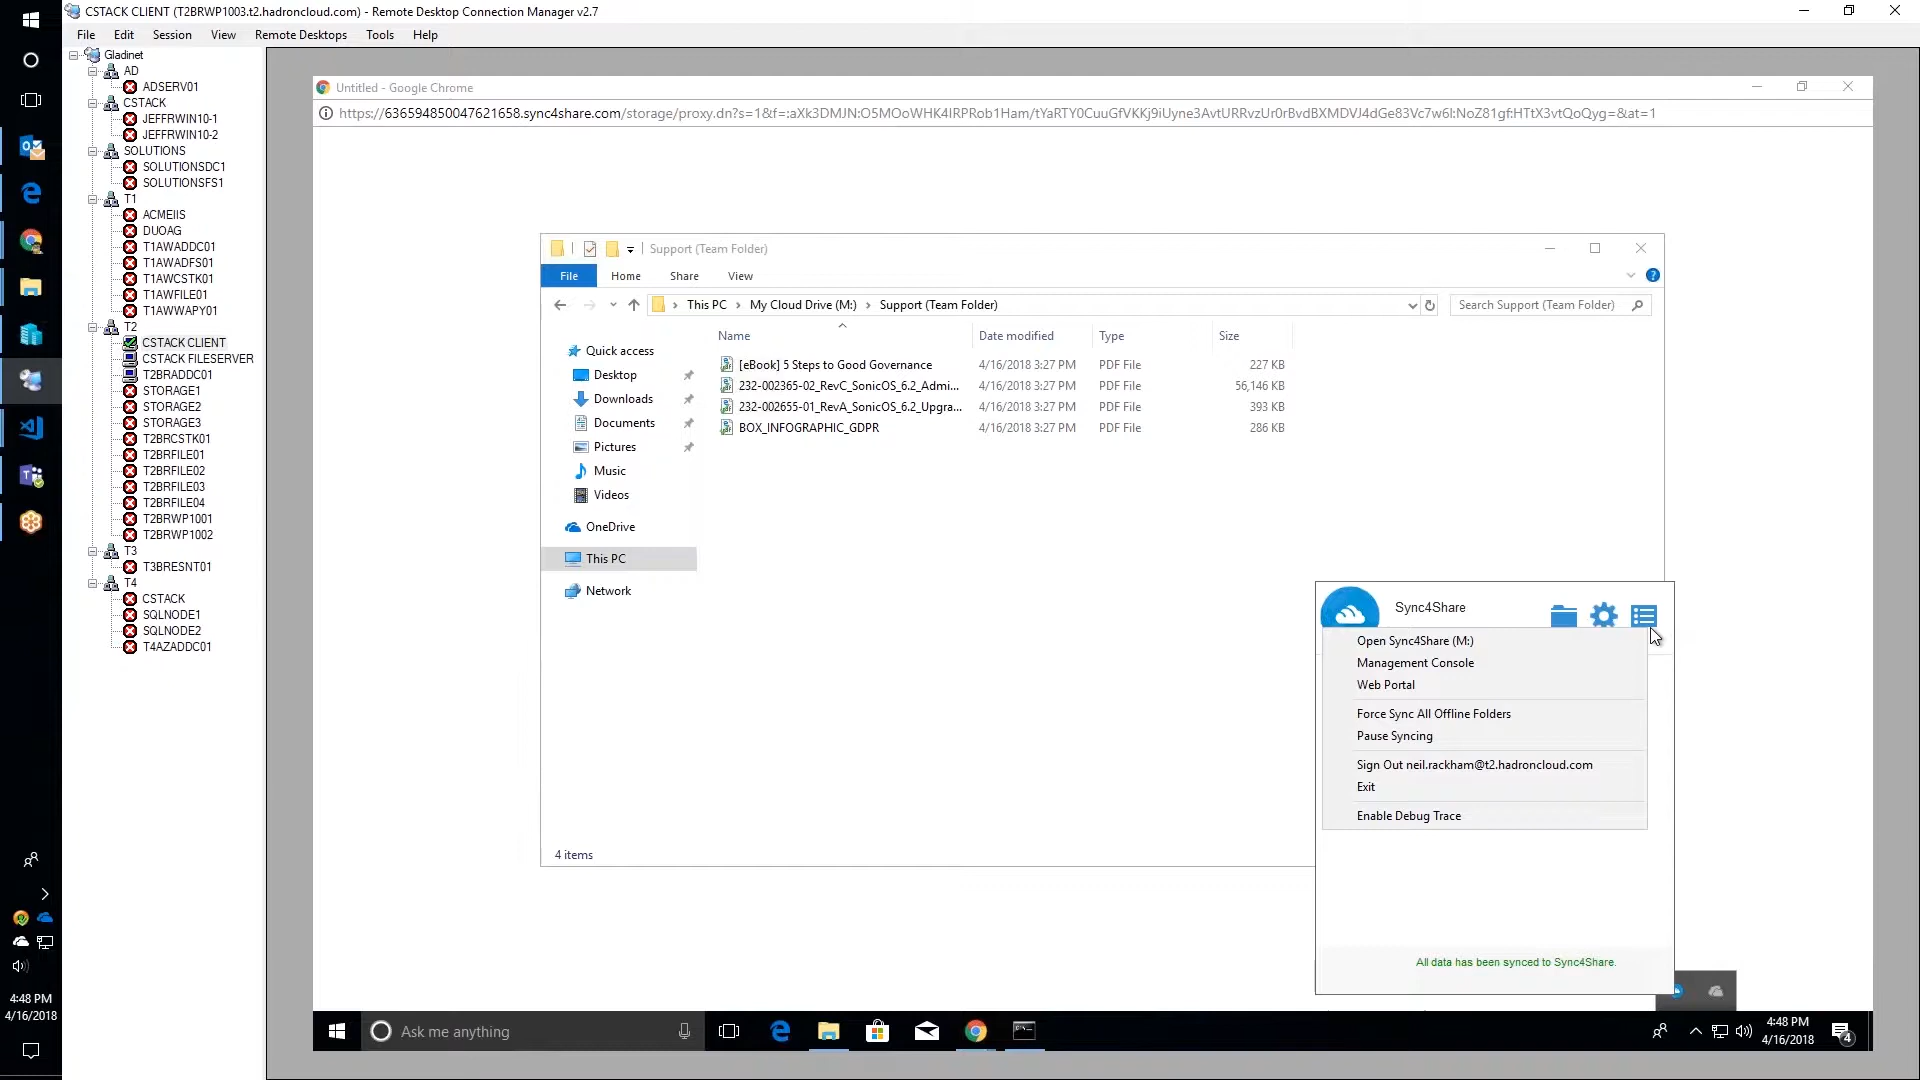 CSTACK CLIENT (T2BRWP1003.t2.hadroncloud.com) - Remote Desktop Connection Manager v2.7
File Edit Session View Remote Desktops Tools Help
Gladinet
AD
ADSERV01
CSTACK
JEFFRWIN10-1
JEFFRWIN10-2
SOLUTIONS
SOLUTIONSDC1
SOLUTIONSFS1
T1
ACMEIIS
DUOAG
T1AWADDC01
T1AWADFS01
T1AWCSTK01
T1AWFILE01
T1AWWAPY01
T2
CSTACK CLIENT
CSTACK FILESERVER
T2BRADDC01
STORAGE1
STORAGE2
STORAGE3
T2BRCSTK01
T2BRFILE01
T2BRFILE02
T2BRFILE03
T2BRFILE04
T2BRWP1001
T2BRWP1002
T3
T3BRESNT01
T4
CSTACK
SQLNODE1
SQLNODE2
T4AZADDC01
4:48 PM
4/16/2018
Untitled - Google Chrome
https://636594850047621658.sync4share.com/storage/proxy.dn?s=1&f=:aXk3DMJN:O5MOoWHK4IRPRob1Ham/tYaRTY0CuuGfVKKj9iUyne3AvtURRvzUr0rBvdBXMDVJ4dGe83Vc7w6l:NoZ81gf:HTtX3vtQoQyg=&at=1
Support (Team Folder)
File Home Share View
This PC My Cloud Drive (M:) Support (Team Folder)
Search Support (Team Folder)
Name Date modified Type Size
[eBook] 5 Steps to Good Governance 4/16/2018 3:27 PM PDF File 227 KB
232-002365-02_RevC_SonicOS_6.2_Admi... 4/16/2018 3:27 PM PDF File 56,146 KB
232-002655-01_RevA_SonicOS_6.2_Upgra... 4/16/2018 3:27 PM PDF File 393 KB
BOX_INFOGRAPHIC_GDPR 4/16/2018 3:27 PM PDF File 286 KB
Quick access
Desktop
Downloads
Documents
Pictures
Music
Videos
OneDrive
This PC
Network
4 items
Sync4Share
Open Sync4Share (M:)
Management Console
Web Portal
Force Sync All Offline Folders
Pause Syncing
Sign Out neil.rackham@t2.hadroncloud.com
Exit
Enable Debug Trace
All data has been synced to Sync4Share.
Ask me anything
4:48 PM
4/16/2018
4